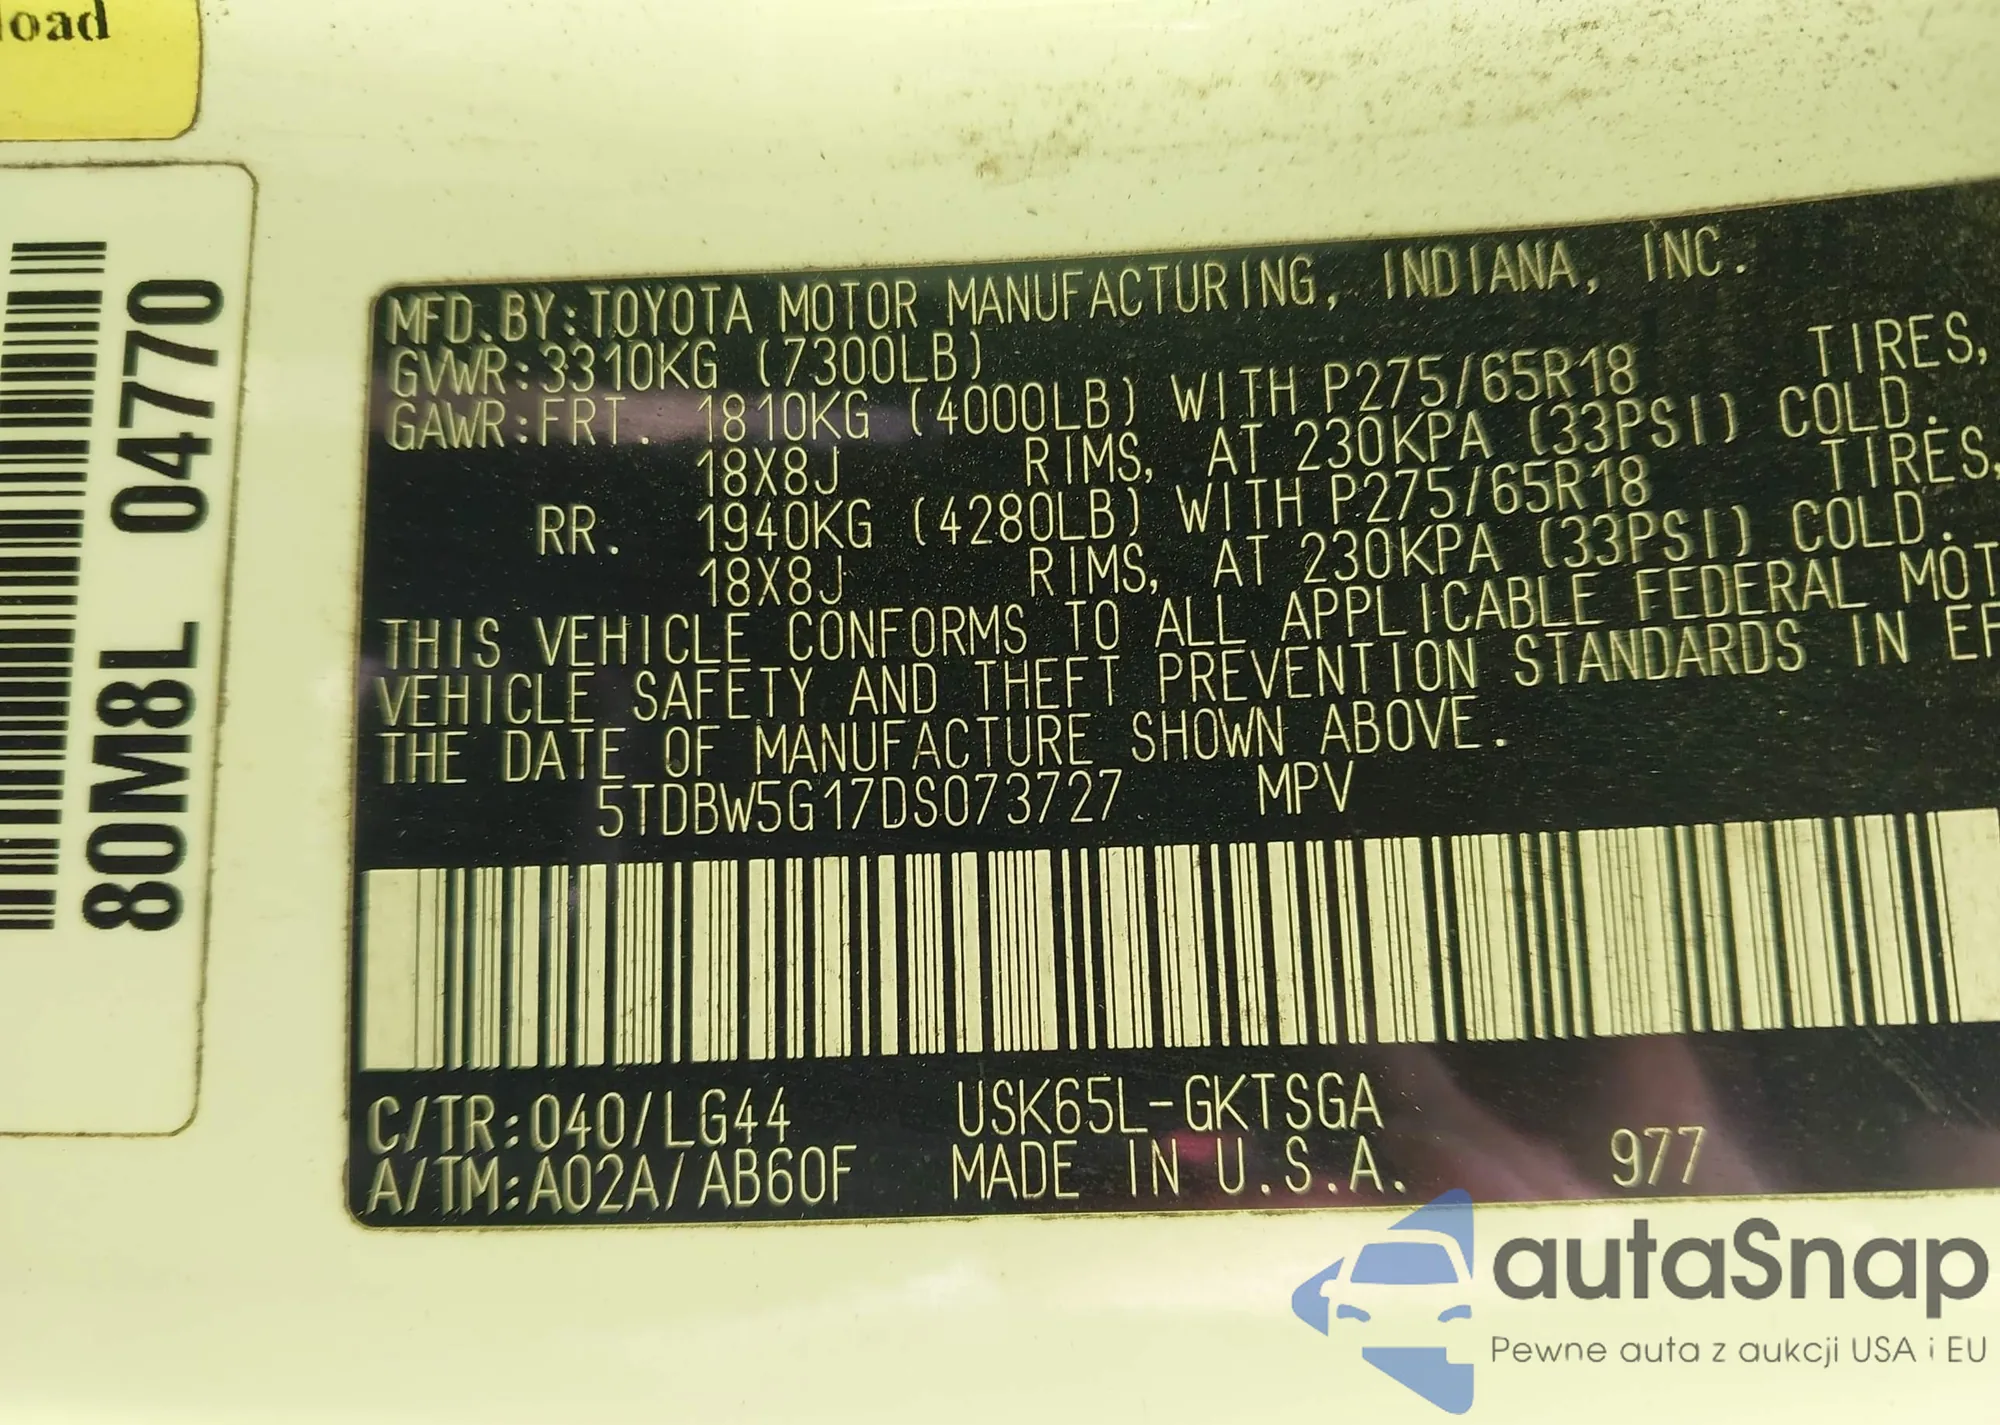 load
80M8L 04770
MFD.BY:TOYOTA MOTOR MANUFACTURING, INDIANA, INC.
GVWR:3310KG (7300LB)
GAWR:FRT. 1810KG (4000LB) WITH P275/65R18 TIRES,
18X8J RIMS, AT 230KPA (33PSI) COLD.
RR. 1940KG (4280LB) WITH P275/65R18 TIRES,
18X8J RIMS, AT 230KPA (33PSI) COLD.
THIS VEHICLE CONFORMS TO ALL APPLICABLE FEDERAL MOT
VEHICLE SAFETY AND THEFT PREVENTION STANDARDS IN EF
THE DATE OF MANUFACTURE SHOWN ABOVE.
5TDBW5G17DS073727 MPV
C/TR:040/LG44 USK65L-GKTSGA
A/TM:A02A/AB60F MADE IN U.S.A. 977
autaSnap
Pewne auta z aukcji USA i EU